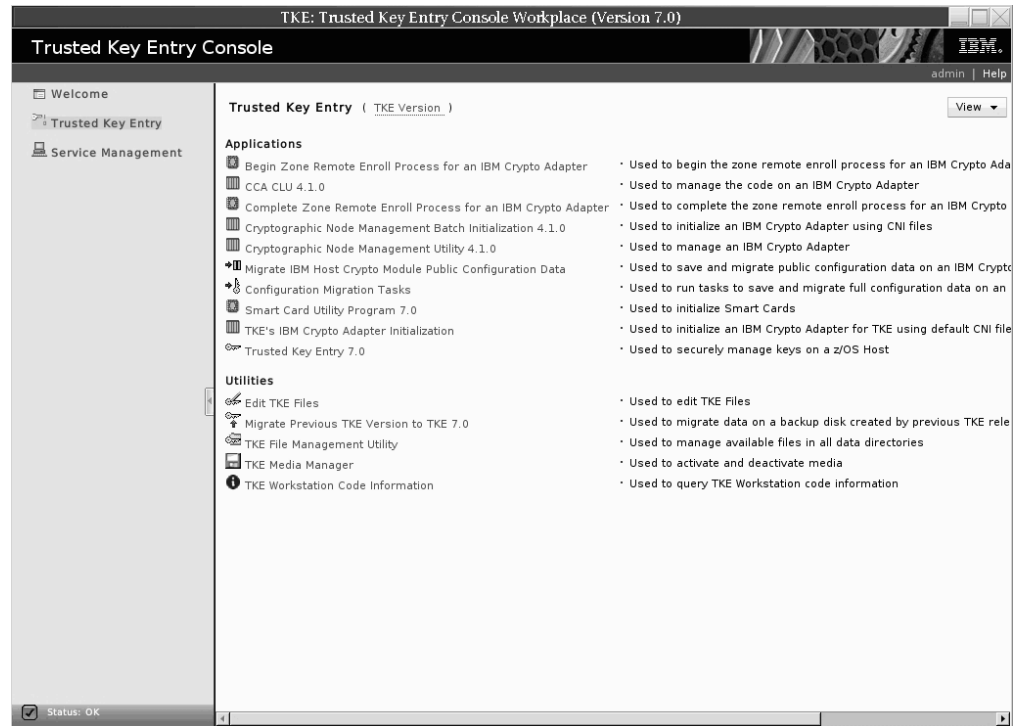 TKE: Trusted Key Entry Console Workplace (Version 7.0)
Trusted Key Entry Console
IBM.
admin | Help
Welcome
Trusted Key Entry
Service Management
Trusted Key Entry ( TKE Version )
View
Applications
Begin Zone Remote Enroll Process for an IBM Crypto Adapter · Used to begin the zone remote enroll process for an IBM Crypto Ada
CCA CLU 4.1.0 · Used to manage the code on an IBM Crypto Adapter
Complete Zone Remote Enroll Process for an IBM Crypto Adapter · Used to complete the zone remote enroll process for an IBM Crypto
Cryptographic Node Management Batch Initialization 4.1.0 · Used to initialize an IBM Crypto Adapter using CNI files
Cryptographic Node Management Utility 4.1.0 · Used to manage an IBM Crypto Adapter
Migrate IBM Host Crypto Module Public Configuration Data · Used to save and migrate public configuration data on an IBM Crypto
Configuration Migration Tasks · Used to run tasks to save and migrate full configuration data on an
Smart Card Utility Program 7.0 · Used to initialize Smart Cards
TKE's IBM Crypto Adapter Initialization · Used to initialize an IBM Crypto Adapter for TKE using default CNI file
Trusted Key Entry 7.0 · Used to securely manage keys on a z/OS Host
Utilities
Edit TKE Files · Used to edit TKE Files
Migrate Previous TKE Version to TKE 7.0 · Used to migrate data on a backup disk created by previous TKE rele
TKE File Management Utility · Used to manage available files in all data directories
TKE Media Manager · Used to activate and deactivate media
TKE Workstation Code Information · Used to query TKE Workstation code information
Status: OK